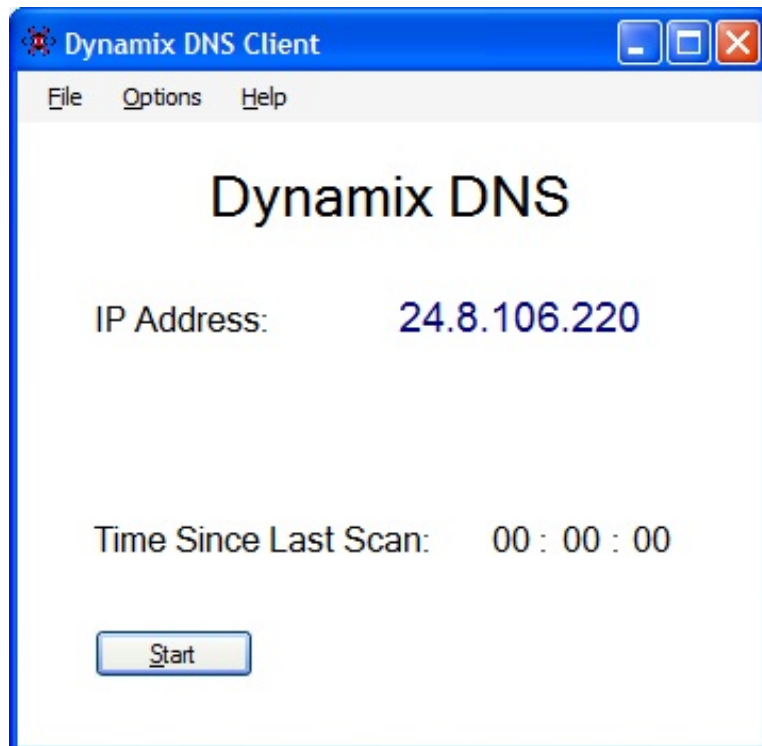 Dynamix DNS Client
File Options Help
Dynamix DNS
IP Address: 24.8.106.220
Time Since Last Scan: 00 : 00 : 00
Start